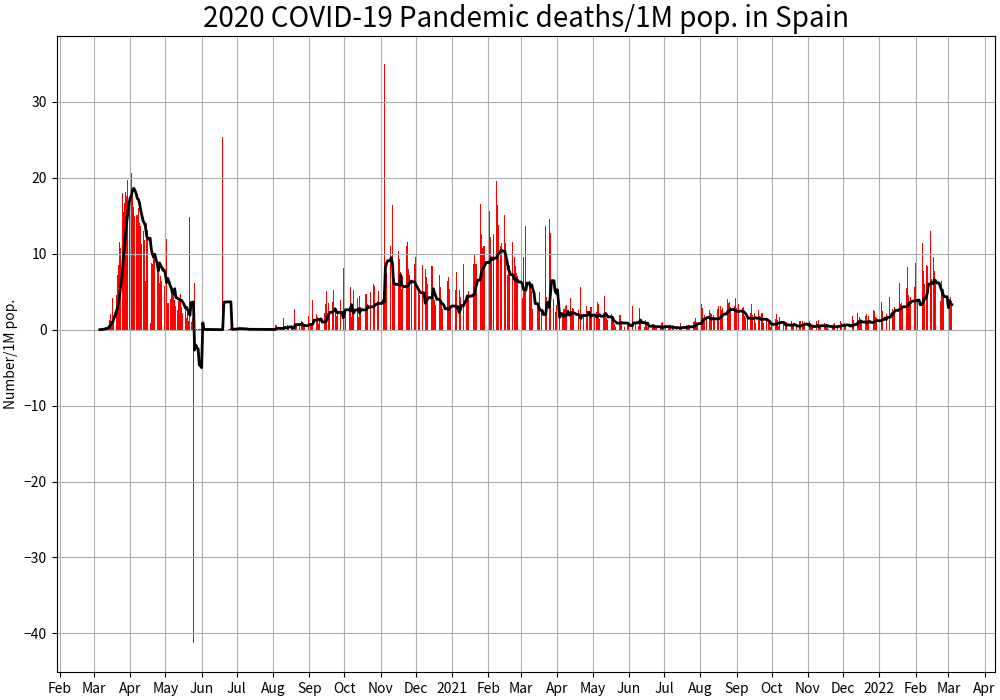 2020 COVID-19 Pandemic deaths/1M pop. in Spain
Number/1M pop.
30
20
10
0
−10
−20
−30
−40
Feb Mar Apr May Jun Jul Aug Sep Oct Nov Dec 2021 Feb Mar Apr May Jun Jul Aug Sep Oct Nov Dec 2022 Feb Mar Apr